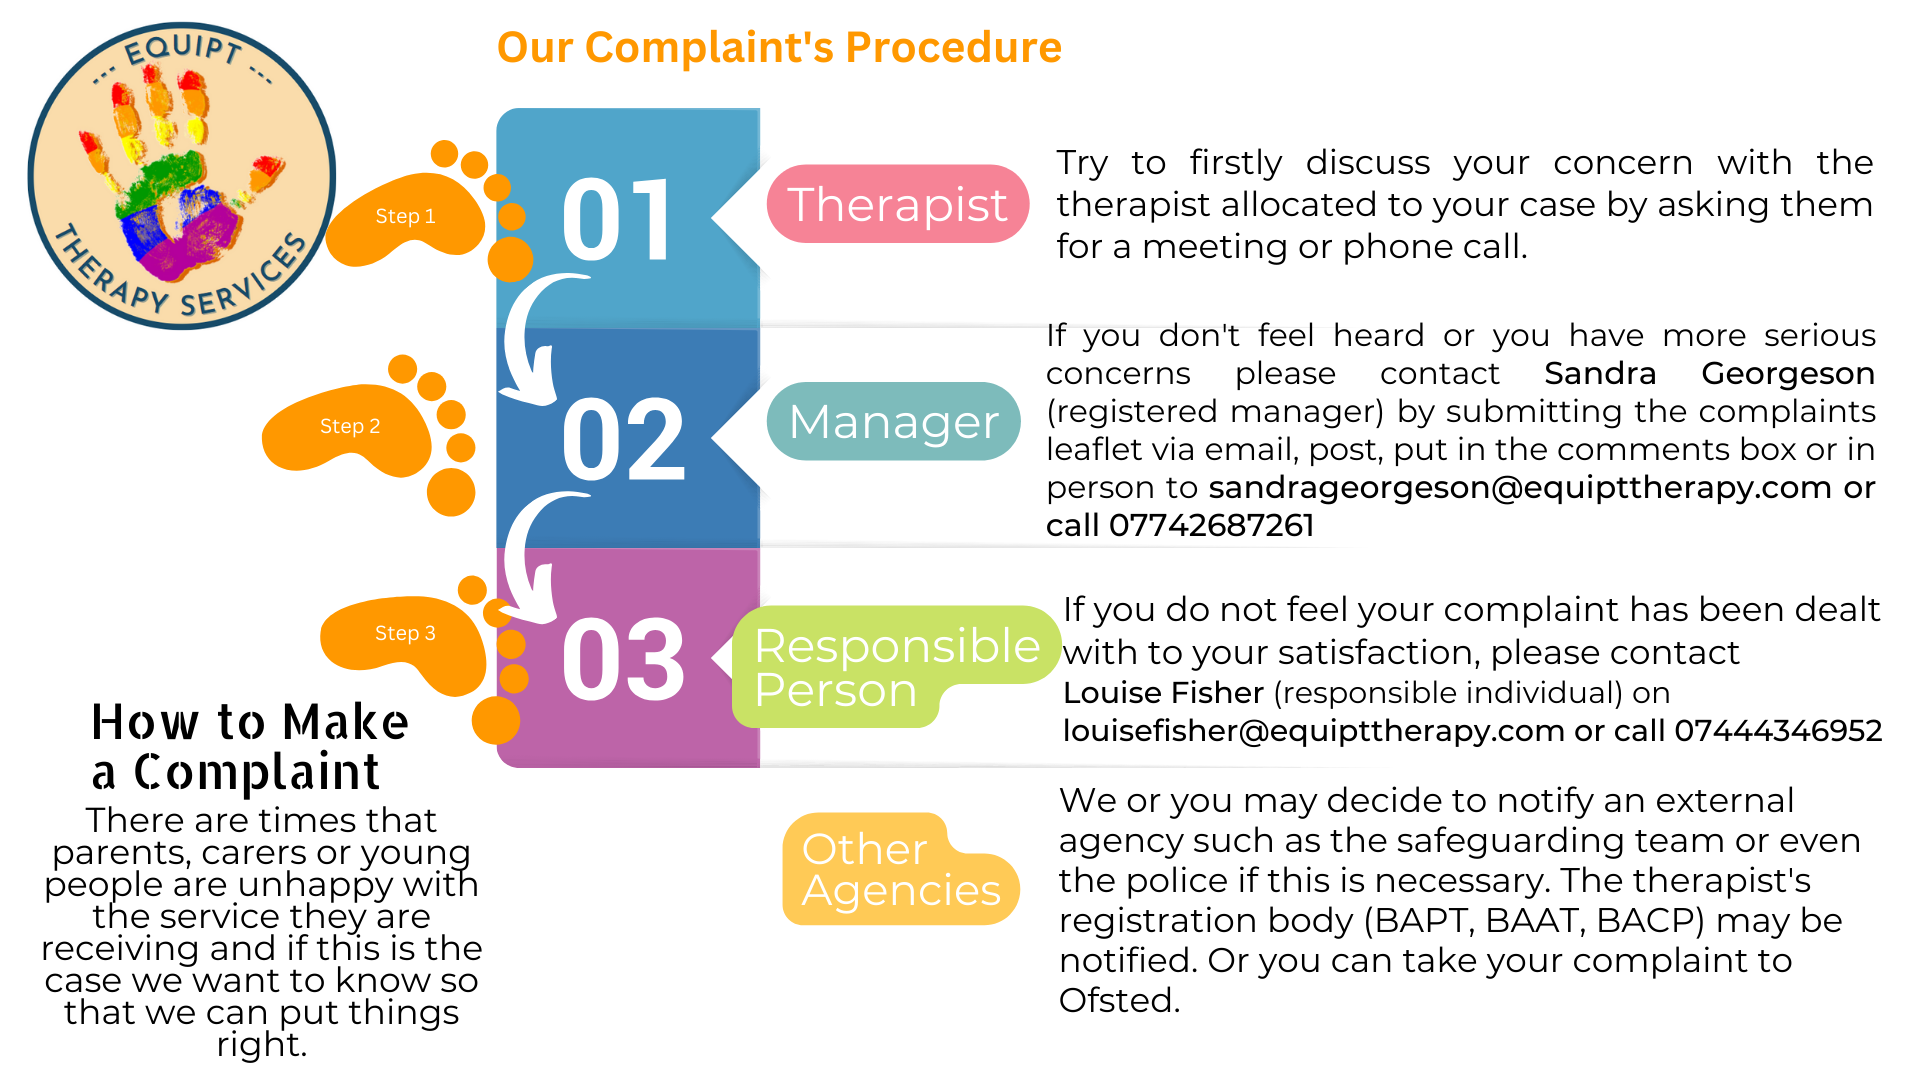 --- EQUIPT ---
THERAPY SERVICES
Our Complaint's Procedure
Step 1
01
Therapist
Try to firstly discuss your concern with the
therapist allocated to your case by asking them
for a meeting or phone call.
Step 2
02
Manager
If you don't feel heard or you have more serious
concerns please contact Sandra Georgeson
(registered manager) by submitting the complaints
leaflet via email, post, put in the comments box or in
person to sandrageorgeson@equipttherapy.com or
call 07742687261
Step 3
03
Responsible
Person
If you do not feel your complaint has been dealt
with to your satisfaction, please contact
Louise Fisher (responsible individual) on
louisefisher@equipttherapy.com or call 07444346952
Other
Agencies
We or you may decide to notify an external
agency such as the safeguarding team or even
the police if this is necessary. The therapist's
registration body (BAPT, BAAT, BACP) may be
notified. Or you can take your complaint to
Ofsted.
How to Make
a Complaint
There are times that
parents, carers or young
people are unhappy with
the service they are
receiving and if this is the
case we want to know so
that we can put things
right.